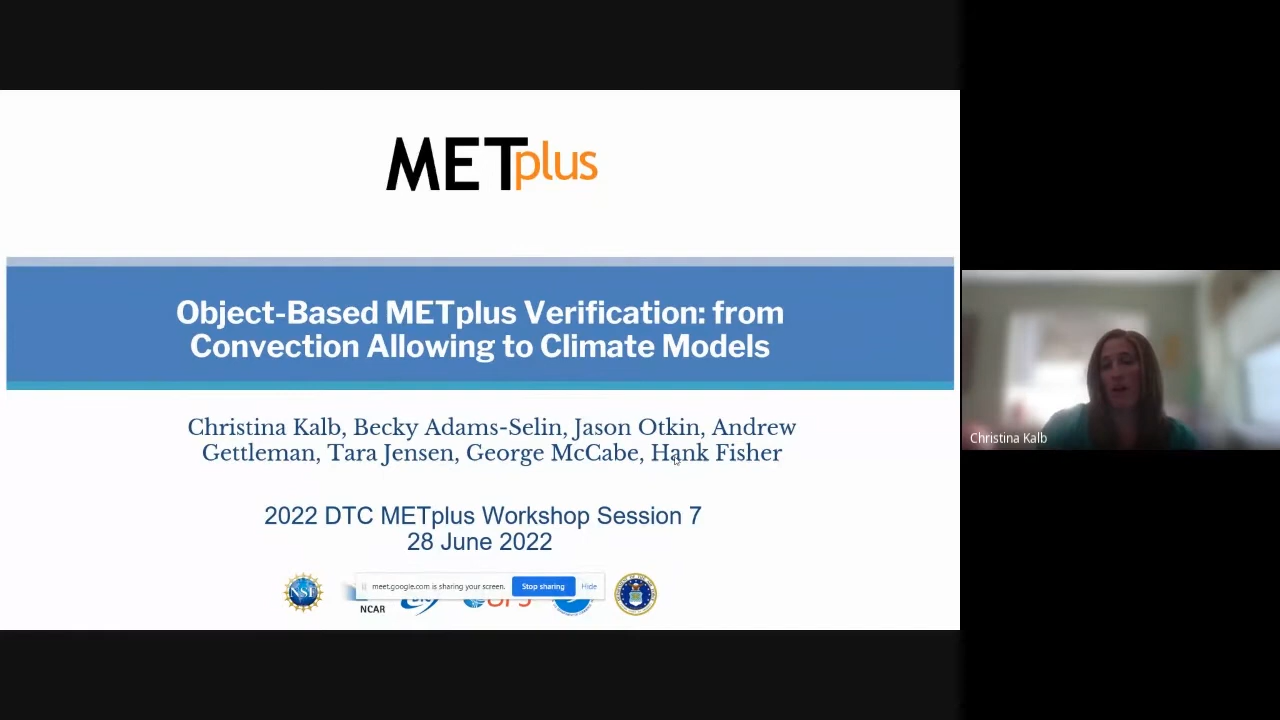 METplus
Object-Based METplus Verification: from
Convection Allowing to Climate Models
Christina Kalb, Becky Adams-Selin, Jason Otkin, Andrew
Gettleman, Tara Jensen, George McCabe, Hank Fisher
2022 DTC METplus Workshop Session 7
28 June 2022
meet.google.com is sharing your screen. Stop sharing Hide
NSF
NCAR
Christina Kalb